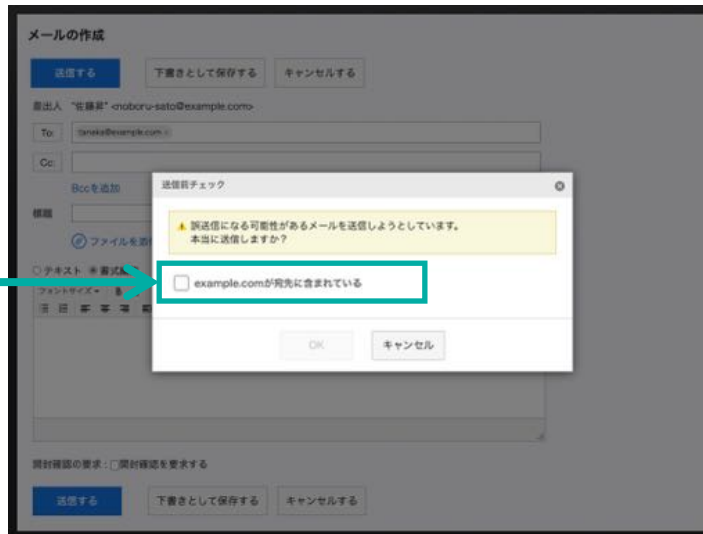 メールの作成
送信する 下書きとして保存する キャンセルする
差出人 "佐藤昇" <noboru-sato@example.com>
To: tanaka@example.com ×
Cc:
Bccを追加
標題
ファイルを添
テキスト 書式
フォントサイズ
送信前チェック
誤送信になる可能性があるメールを送信しようとしています。
本当に送信しますか？
example.comが宛先に含まれている
OK キャンセル
開封確認の要求: 開封確認を要求する
送信する 下書きとして保存する キャンセルする